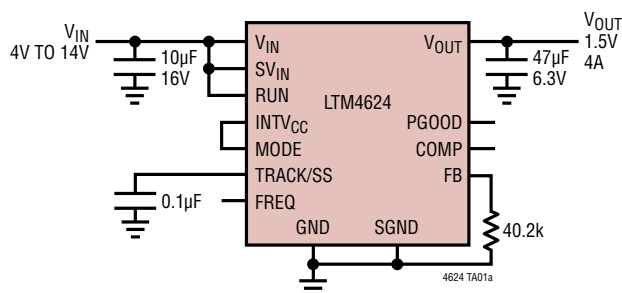 VIN
4V TO 14V
10µF
16V
VIN
SVIN
RUN
INTVCC
MODE
TRACK/SS
FREQ
0.1µF
LTM4624
GND
SGND
VOUT
PGOOD
COMP
FB
VOUT
1.5V
4A
47µF
6.3V
40.2k
4624 TA01a